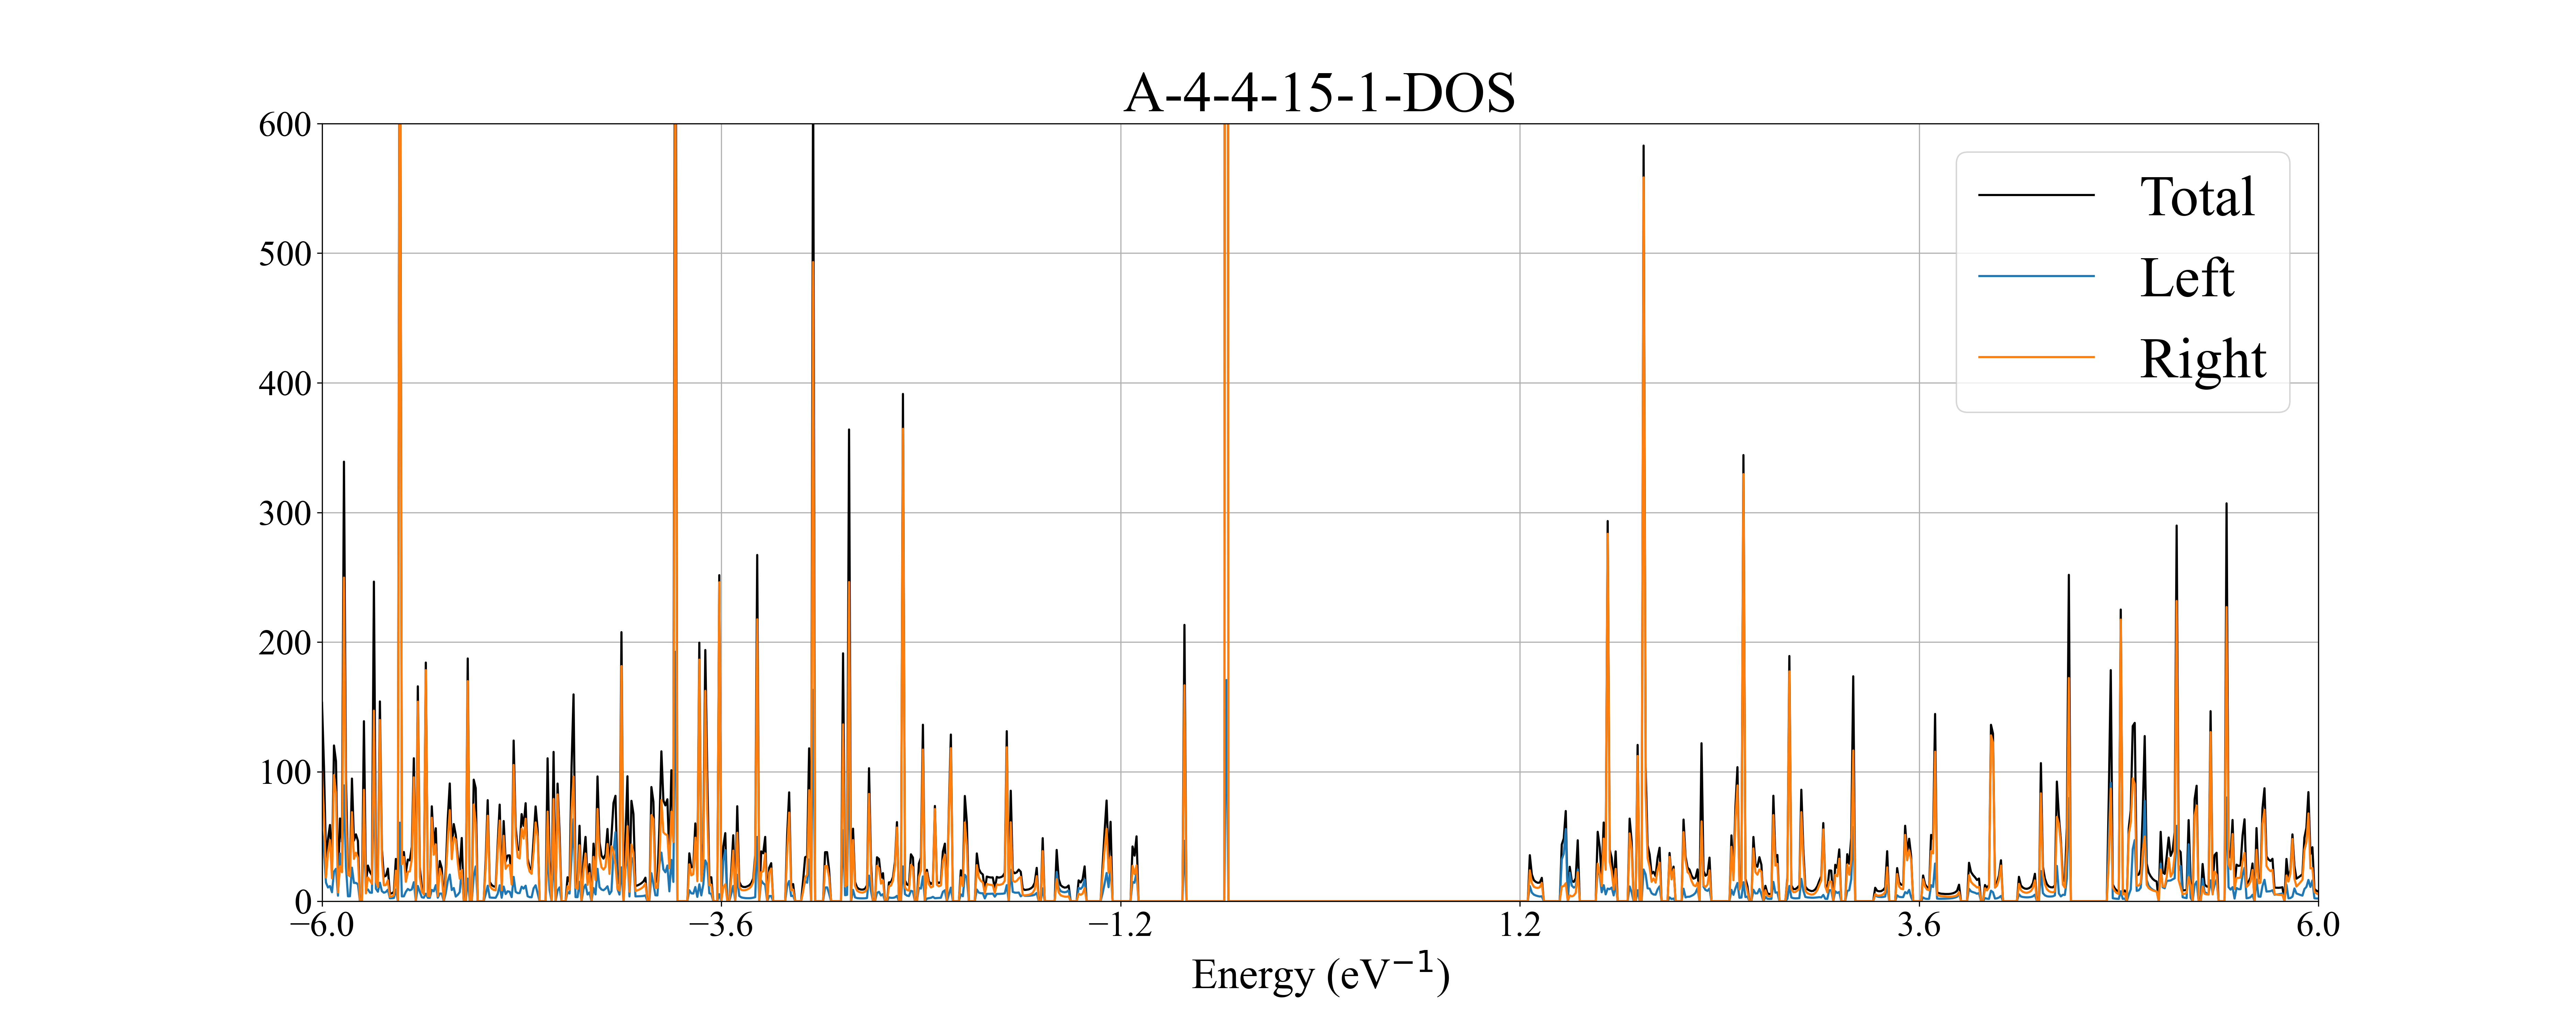 A-4-4-15-1-DOS
600
500
400
300
200
100
0
Total
Left
Right
−6.0 −3.6 −1.2 1.2 3.6 6.0
Energy (eV⁻¹)